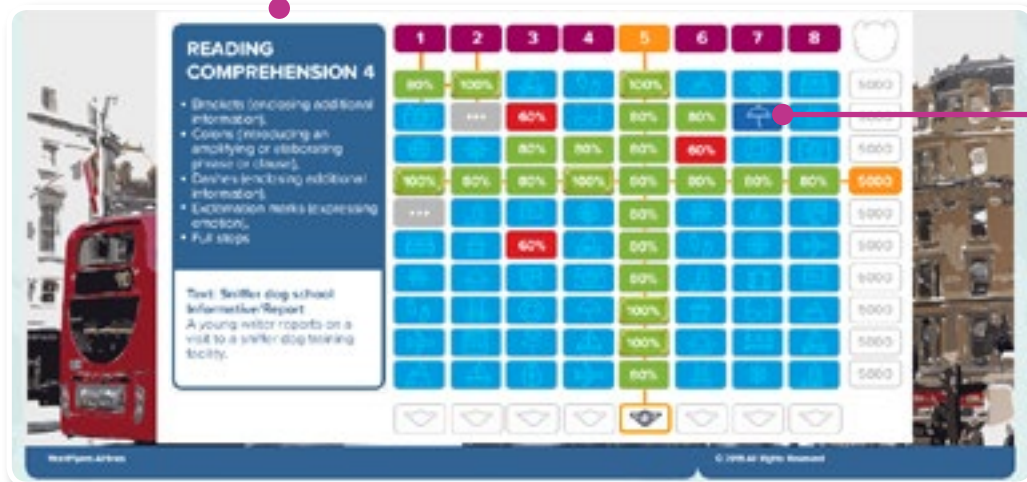 READING
COMPREHENSION 4
• Brackets (enclosing additional
information).
• Colons (introducing an
amplifying or elaborating
phrase or clause).
• Dashes (enclosing additional
information).
• Exclamation marks (expressing
emotion).
• Full stops
Text: Sniffer dog school
Informative/Report
A young writer reports on a
visit to a sniffer dog training
facility.
1 2 3 4 5 6 7 8
80% 100% 100% 5000
... 60% 80% 80% 5000
80% 80% 80% 60% 5000
100% 80% 80% 100% 80% 80% 80% 80% 5000
... 80% 5000
60% 80% 5000
80% 5000
100% 5000
100% 5000
80% 5000
© All Rights Reserved